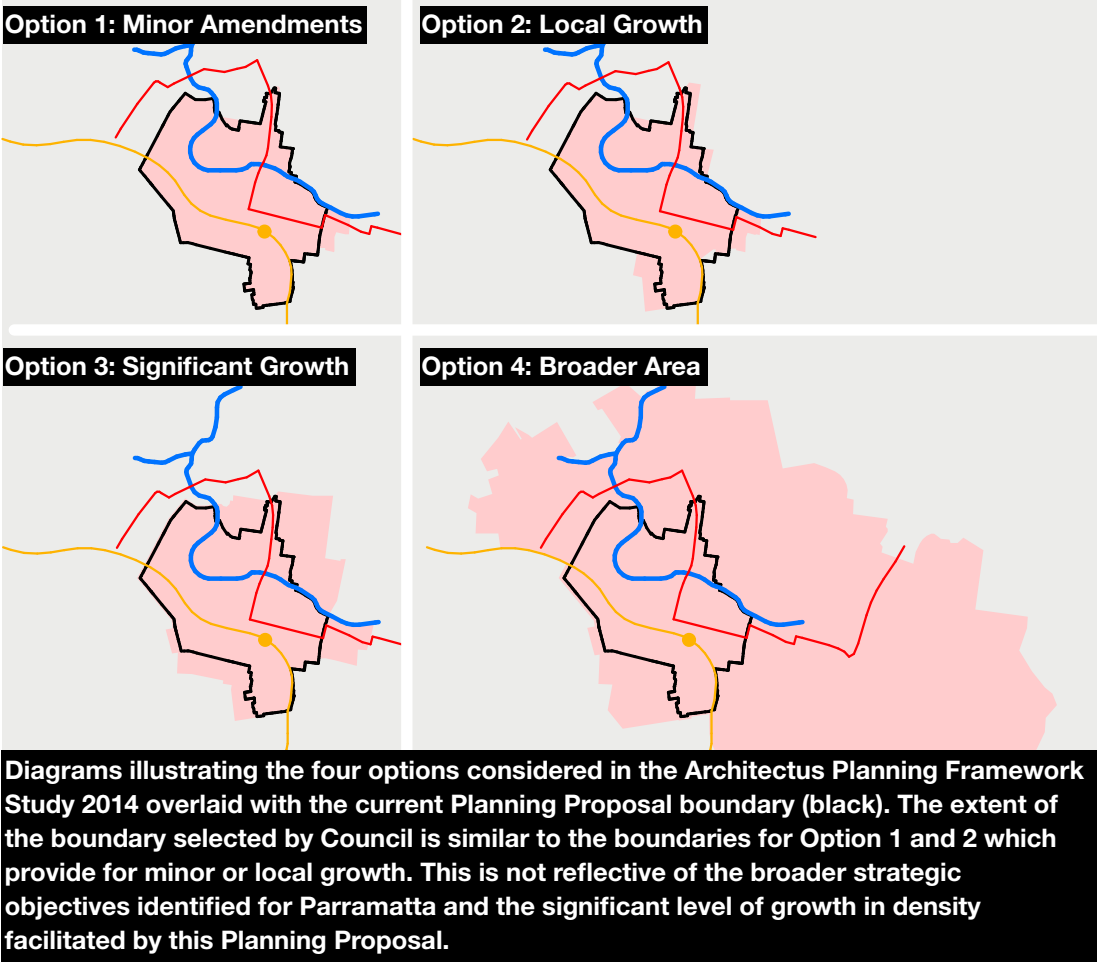 Option 1: Minor Amendments
Option 2: Local Growth
Option 3: Significant Growth
Option 4: Broader Area
Diagrams illustrating the four options considered in the Architectus Planning Framework
Study 2014 overlaid with the current Planning Proposal boundary (black). The extent of
the boundary selected by Council is similar to the boundaries for Option 1 and 2 which
provide for minor or local growth. This is not reflective of the broader strategic
objectives identified for Parramatta and the significant level of growth in density
facilitated by this Planning Proposal.